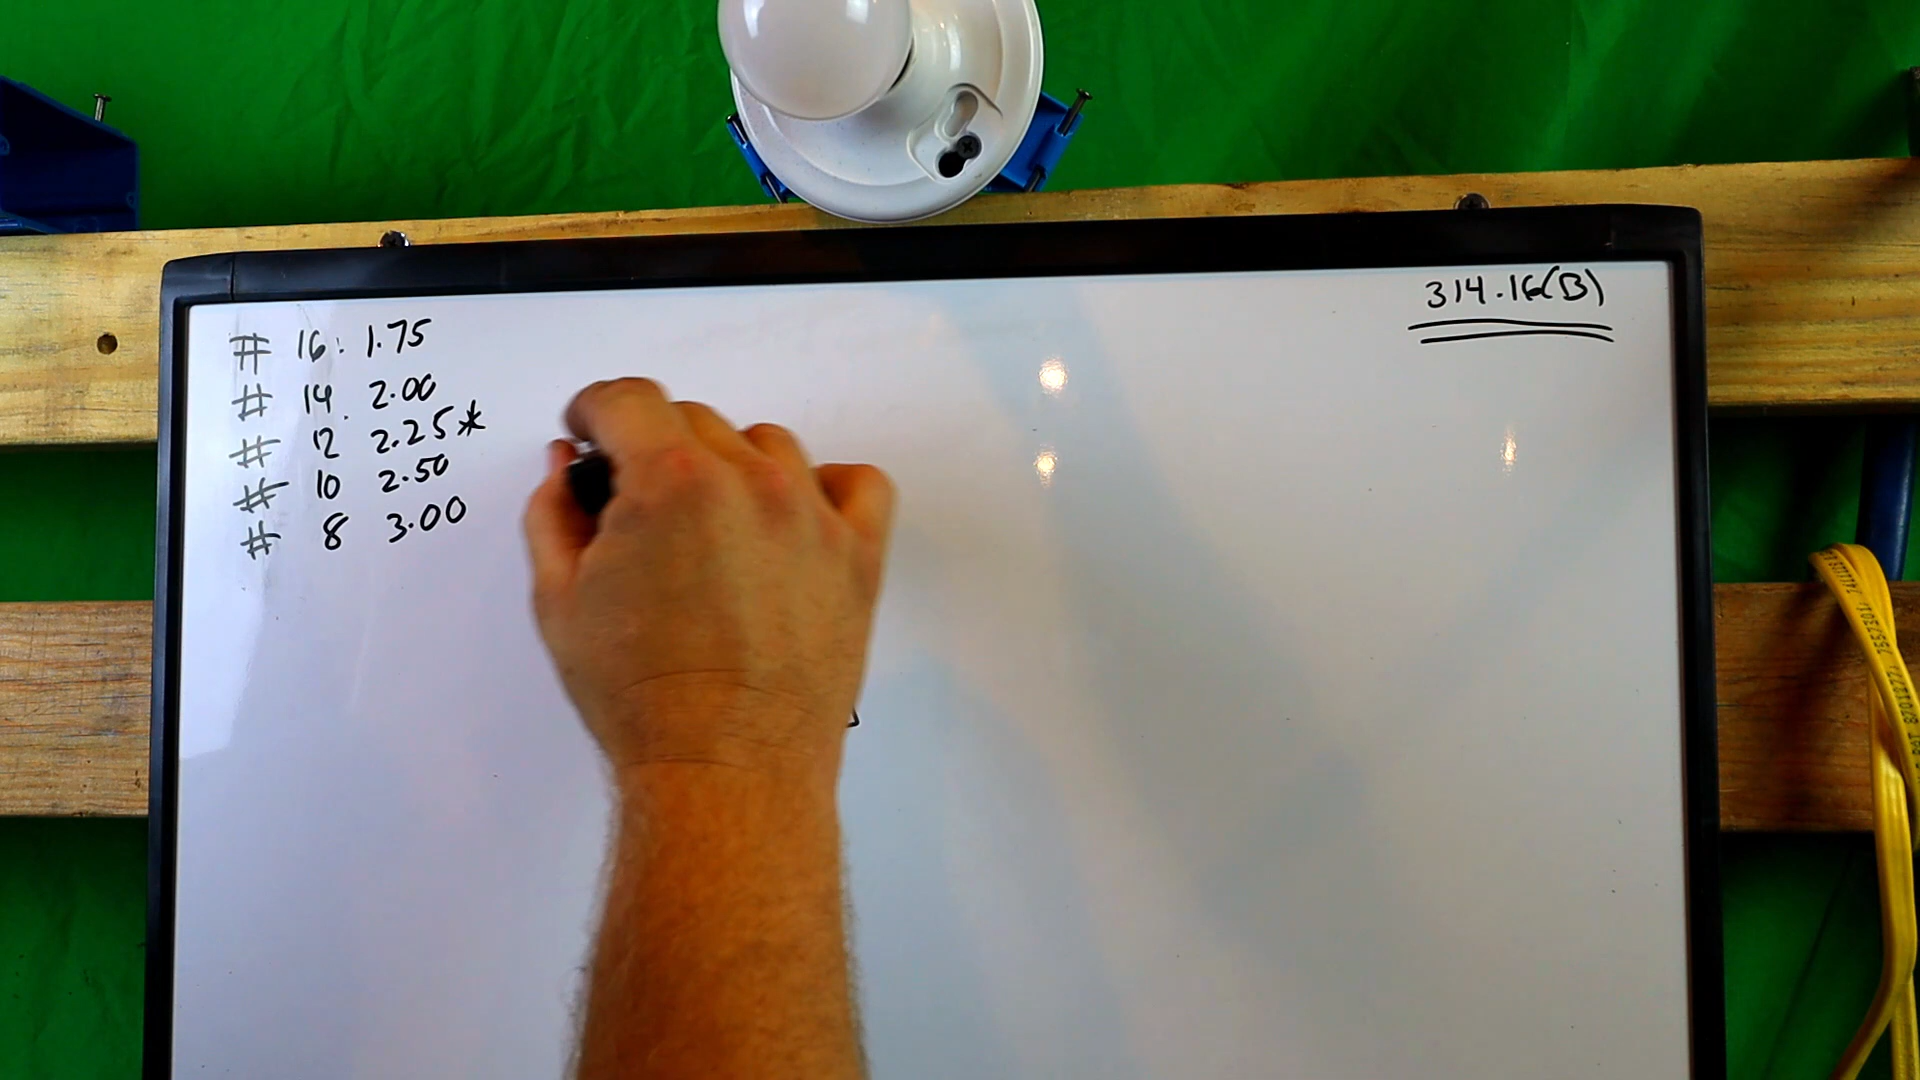 # 16: 1.75
# 14 2.00
# 12 2.25*
# 10 2.50
# 8 3.00
314.16(B)